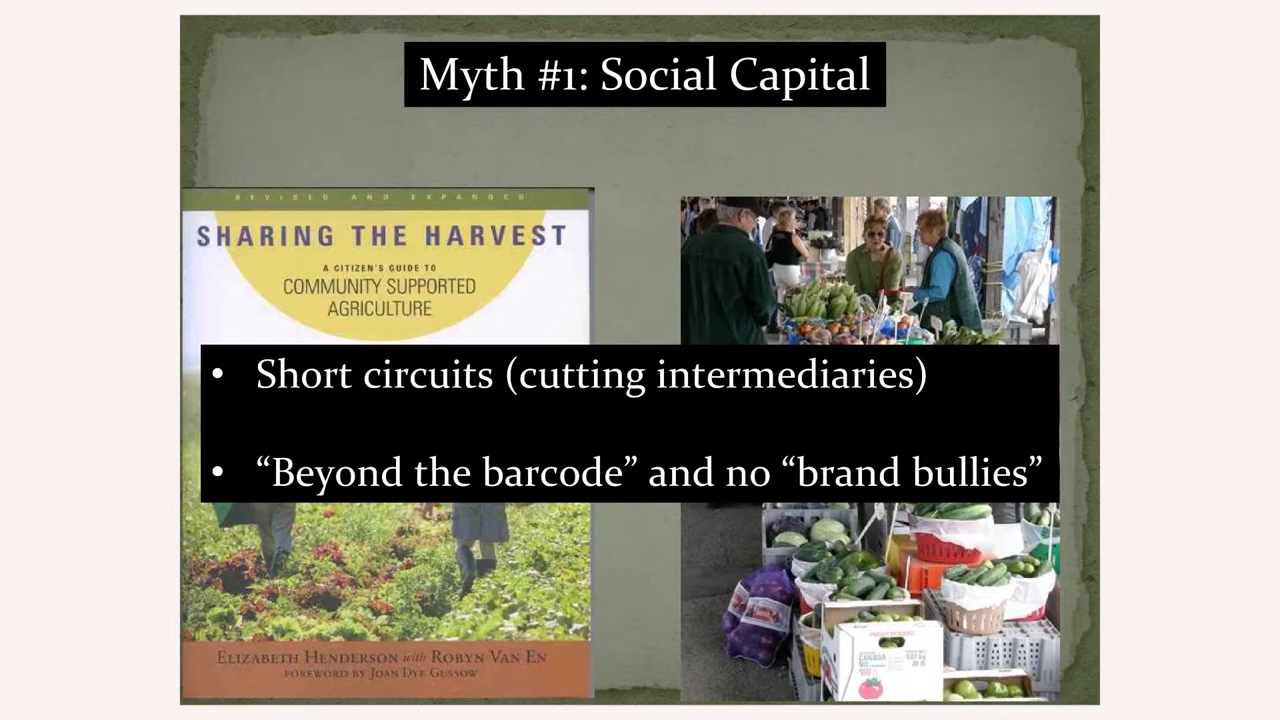 Myth #1: Social Capital
REVISED AND EXPANDED
SHARING THE HARVEST
A CITIZEN'S GUIDE TO
COMMUNITY SUPPORTED
AGRICULTURE
• Short circuits (cutting intermediaries)
• “Beyond the barcode” and no “brand bullies”
ELIZABETH HENDERSON with ROBYN VAN EN
FOREWORD BY JOAN DYE GUSSOW
CANADA